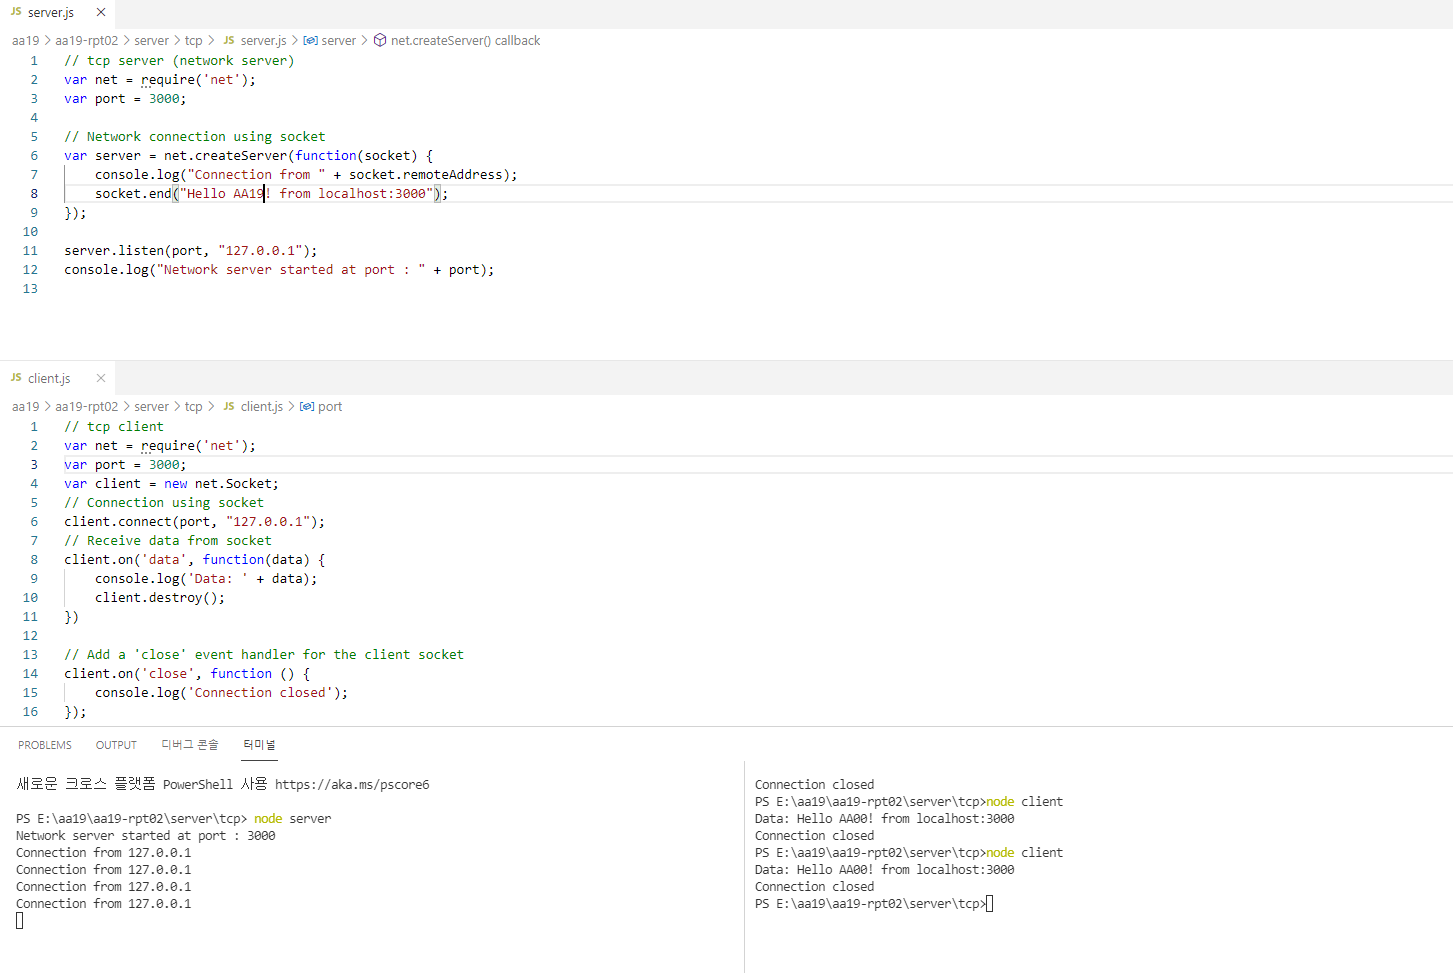 JS server.js ×
aa19 > aa19-rpt02 > server > tcp > JS server.js > server > net.createServer() callback
1 // tcp server (network server)
2 var net = require('net');
3 var port = 3000;
4
5 // Network connection using socket
6 var server = net.createServer(function(socket) {
7 console.log("Connection from " + socket.remoteAddress);
8 socket.end("Hello AA19! from localhost:3000");
9 });
10
11 server.listen(port, "127.0.0.1");
12 console.log("Network server started at port : " + port);
13
JS client.js ×
aa19 > aa19-rpt02 > server > tcp > JS client.js > port
1 // tcp client
2 var net = require('net');
3 var port = 3000;
4 var client = new net.Socket;
5 // Connection using socket
6 client.connect(port, "127.0.0.1");
7 // Receive data from socket
8 client.on('data', function(data) {
9 console.log('Data: ' + data);
10 client.destroy();
11 })
12
13 // Add a 'close' event handler for the client socket
14 client.on('close', function () {
15 console.log('Connection closed');
16 });
PROBLEMS OUTPUT 디버그 콘솔 터미널
새로운 크로스 플랫폼 PowerShell 사용 https://aka.ms/pscore6
PS E:\aa19\aa19-rpt02\server\tcp> node server
Network server started at port : 3000
Connection from 127.0.0.1
Connection from 127.0.0.1
Connection from 127.0.0.1
Connection from 127.0.0.1
Connection closed
PS E:\aa19\aa19-rpt02\server\tcp>node client
Data: Hello AA00! from localhost:3000
Connection closed
PS E:\aa19\aa19-rpt02\server\tcp>node client
Data: Hello AA00! from localhost:3000
Connection closed
PS E:\aa19\aa19-rpt02\server\tcp>